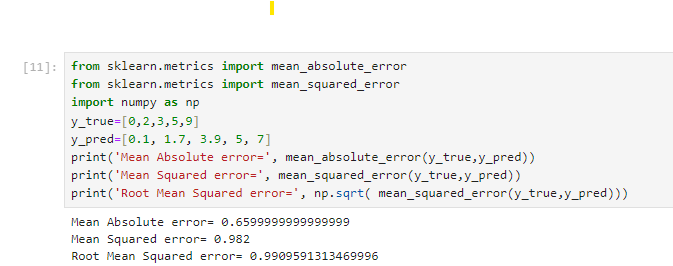 [11]:
from sklearn.metrics import mean_absolute_error
from sklearn.metrics import mean_squared_error
import numpy as np
y_true=[0,2,3,5,9]
y_pred=[0.1, 1.7, 3.9, 5, 7]
print('Mean Absolute error=', mean_absolute_error(y_true,y_pred))
print('Mean Squared error=', mean_squared_error(y_true,y_pred))
print('Root Mean Squared error=', np.sqrt( mean_squared_error(y_true,y_pred)))
Mean Absolute error= 0.6599999999999999
Mean Squared error= 0.982
Root Mean Squared error= 0.9909591313469996